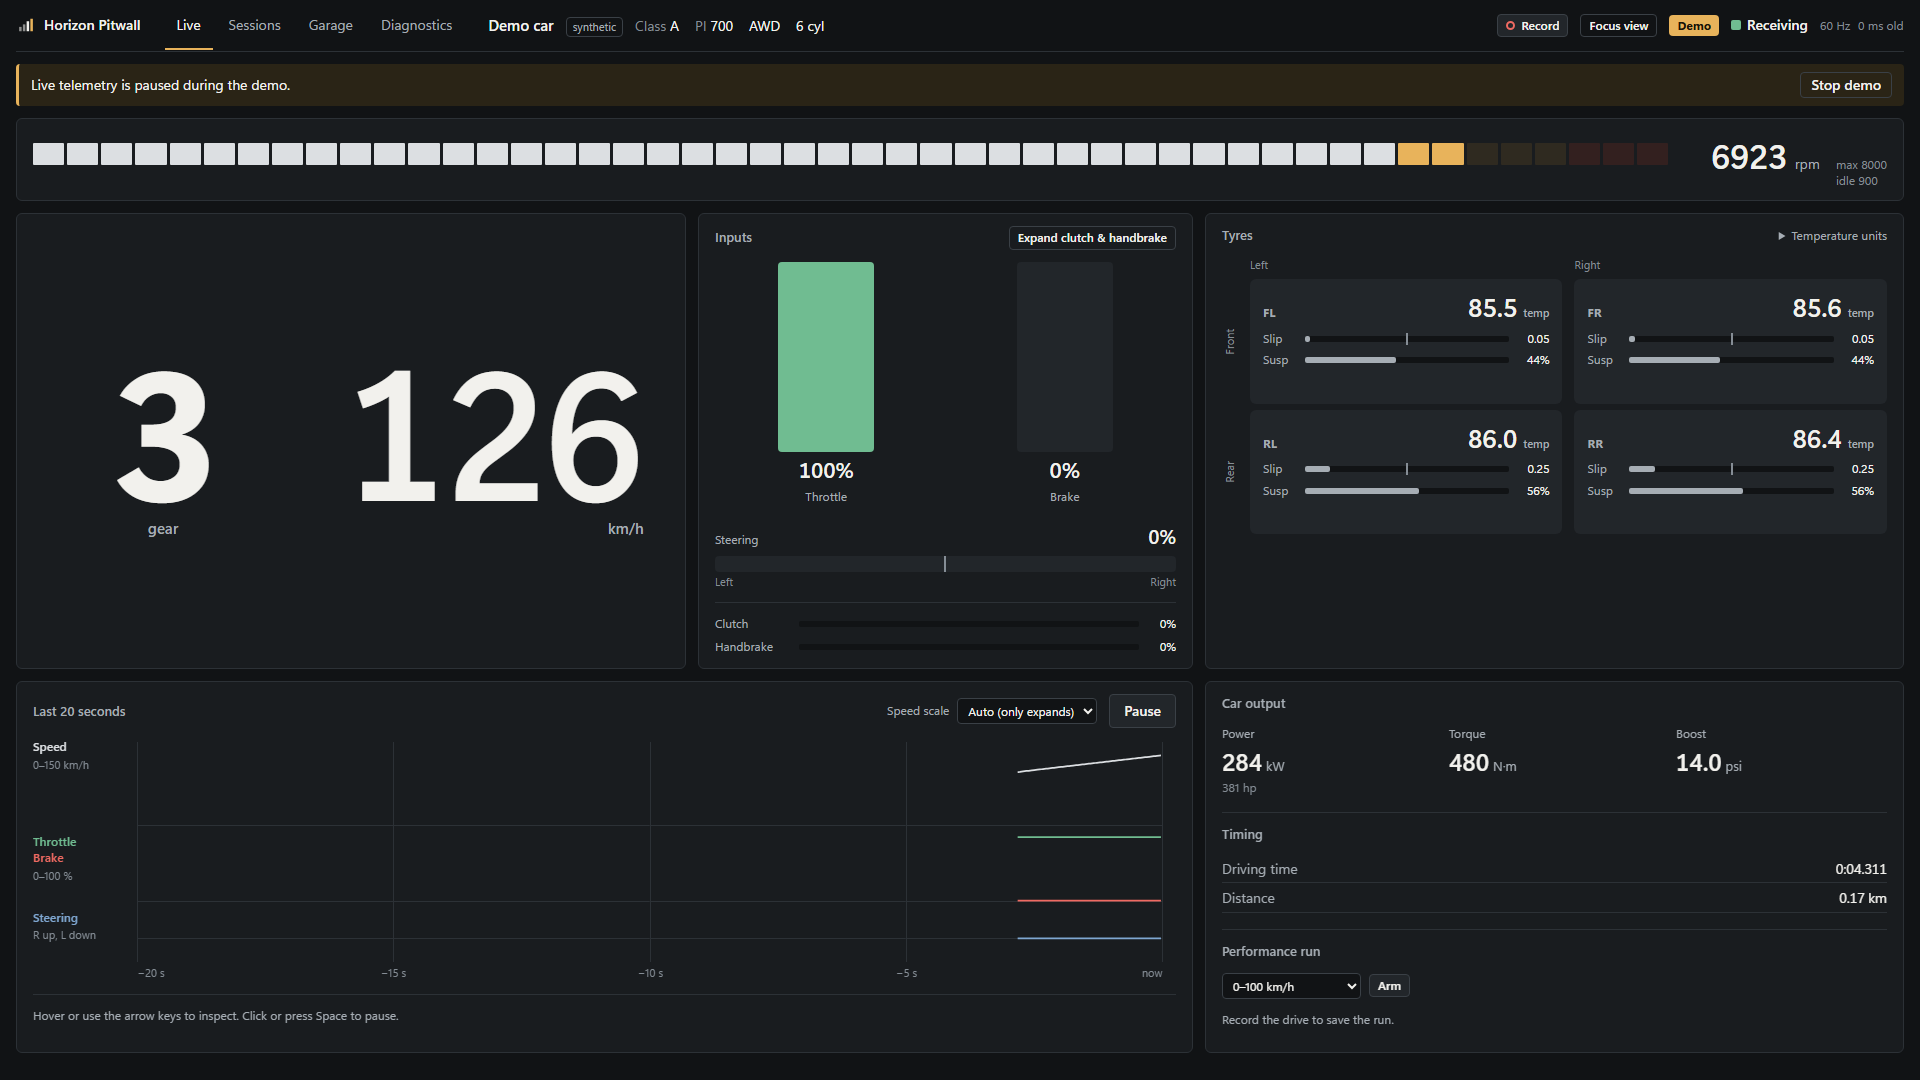 Horizon Pitwall
Live
Sessions
Garage
Diagnostics
Demo car
synthetic
Class A
PI 700
AWD
6 cyl
Record
Focus view
Demo
Receiving
60 Hz
0 ms old
Live telemetry is paused during the demo.
Stop demo
6923 rpm
max 8000
idle 900
3
gear
126
km/h
Inputs
Expand clutch & handbrake
100%
Throttle
0%
Brake
Steering
0%
Left
Right
Clutch
0%
Handbrake
0%
Tyres
Temperature units
Left
Right
Front
FL
85.5 temp
Slip
0.05
Susp
44%
FR
85.6 temp
Slip
0.05
Susp
44%
Rear
RL
86.0 temp
Slip
0.25
Susp
56%
RR
86.4 temp
Slip
0.25
Susp
56%
Last 20 seconds
Speed scale
Auto (only expands)
Pause
Speed
0–150 km/h
Throttle
Brake
0–100 %
Steering
R up, L down
−20 s
−15 s
−10 s
−5 s
now
Hover or use the arrow keys to inspect. Click or press Space to pause.
Car output
Power
284 kW
381 hp
Torque
480 N·m
Boost
14.0 psi
Timing
Driving time
0:04.311
Distance
0.17 km
Performance run
0–100 km/h
Arm
Record the drive to save the run.